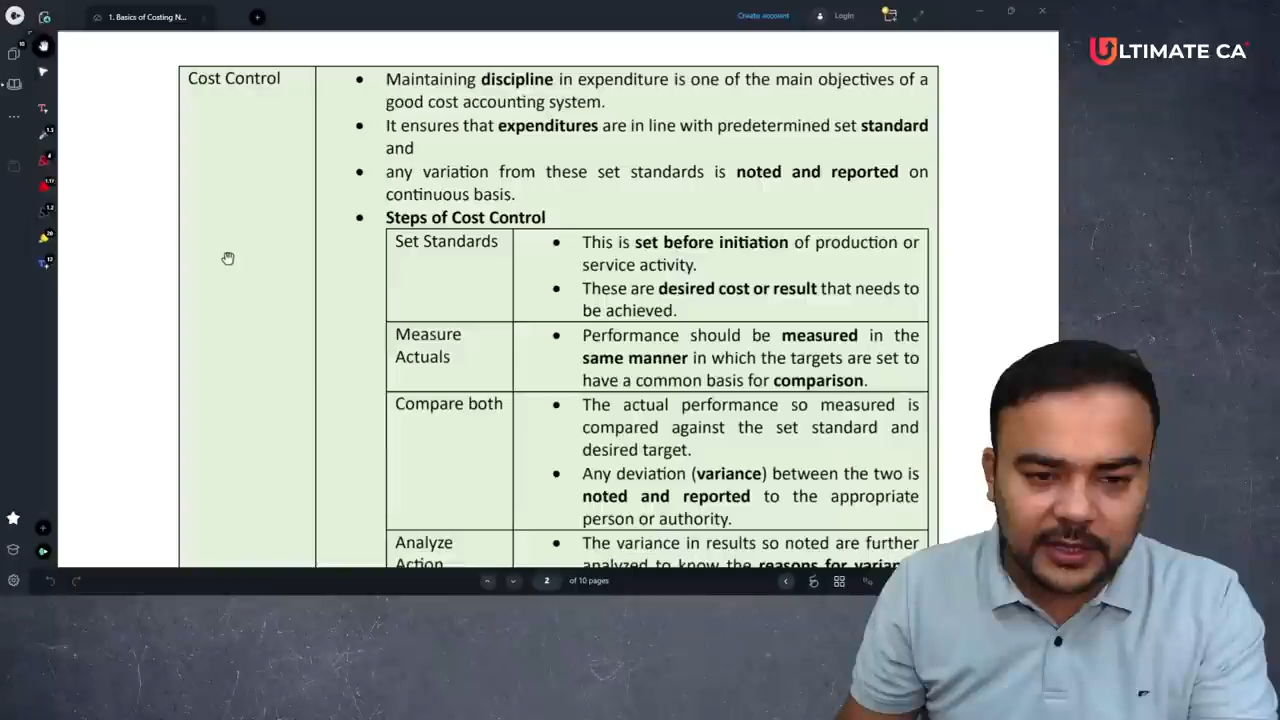 1. Basics of Costing N...
Create account
Login
ULTIMATE CA
Cost Control
• Maintaining discipline in expenditure is one of the main objectives of a
good cost accounting system.
• It ensures that expenditures are in line with predetermined set standard
and
• any variation from these set standards is noted and reported on
continuous basis.
• Steps of Cost Control
Set Standards
• This is set before initiation of production or
service activity.
• These are desired cost or result that needs to
be achieved.
Measure
Actuals
• Performance should be measured in the
same manner in which the targets are set to
have a common basis for comparison.
Compare both
• The actual performance so measured is
compared against the set standard and
desired target.
• Any deviation (variance) between the two is
noted and reported to the appropriate
person or authority.
Analyze
Action
• The variance in results so noted are further
analyzed to know the reasons for
2 of 10 pages